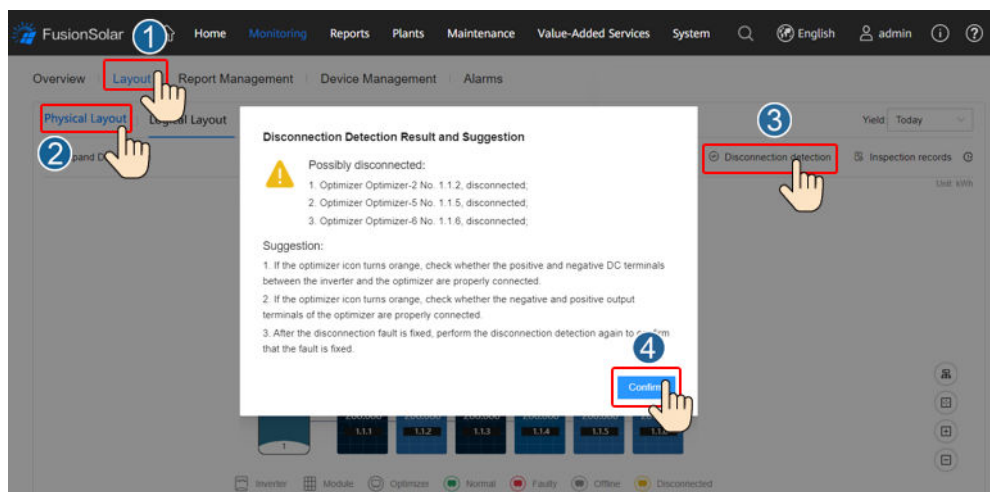 FusionSolar
1
Home
Monitoring
Reports
Plants
Maintenance
Value-Added Services
System
English
admin
Overview
Layout
Report Management
Device Management
Alarms
Physical Layout
Logical Layout
2
3
Yield: Today
Disconnection detection
Inspection records
Unit: kWh
Disconnection Detection Result and Suggestion
Possibly disconnected:
1. Optimizer Optimizer-2 No. 1.1.2, disconnected;
2. Optimizer Optimizer-5 No. 1.1.5, disconnected;
3. Optimizer Optimizer-6 No. 1.1.6, disconnected;
Suggestion:
1. If the optimizer icon turns orange, check whether the positive and negative DC terminals
between the inverter and the optimizer are properly connected.
2. If the optimizer icon turns orange, check whether the negative and positive output
terminals of the optimizer are properly connected.
3. After the disconnection fault is fixed, perform the disconnection detection again to confirm
that the fault is fixed.
4
Confirm
1
1.1.1
1.1.2
1.1.3
1.1.4
1.1.5
Inverter
Module
Optimizer
Normal
Faulty
Offline
Disconnected